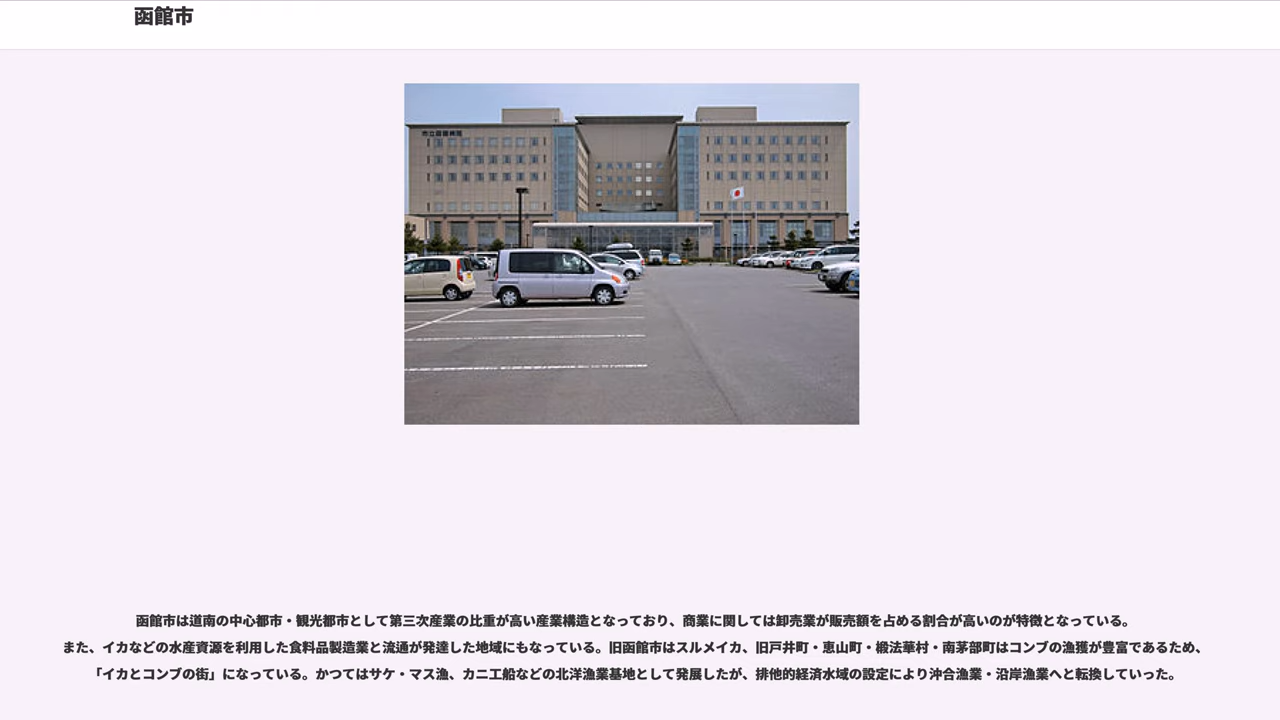 函館市
市立函館病院
函館市は道南の中心都市・観光都市として第三次産業の比重が高い産業構造となっており、商業に関しては卸売業が販売額を占める割合が高いのが特徴となっている。
また、イカなどの水産資源を利用した食料品製造業と流通が発達した地域にもなっている。旧函館市はスルメイカ、旧戸井町・恵山町・椴法華村・南茅部町はコンブの漁獲が豊富であるため、
「イカとコンブの街」になっている。かつてはサケ・マス漁、カニ工船などの北洋漁業基地として発展したが、排他的経済水域の設定により沖合漁業・沿岸漁業へと転換していった。